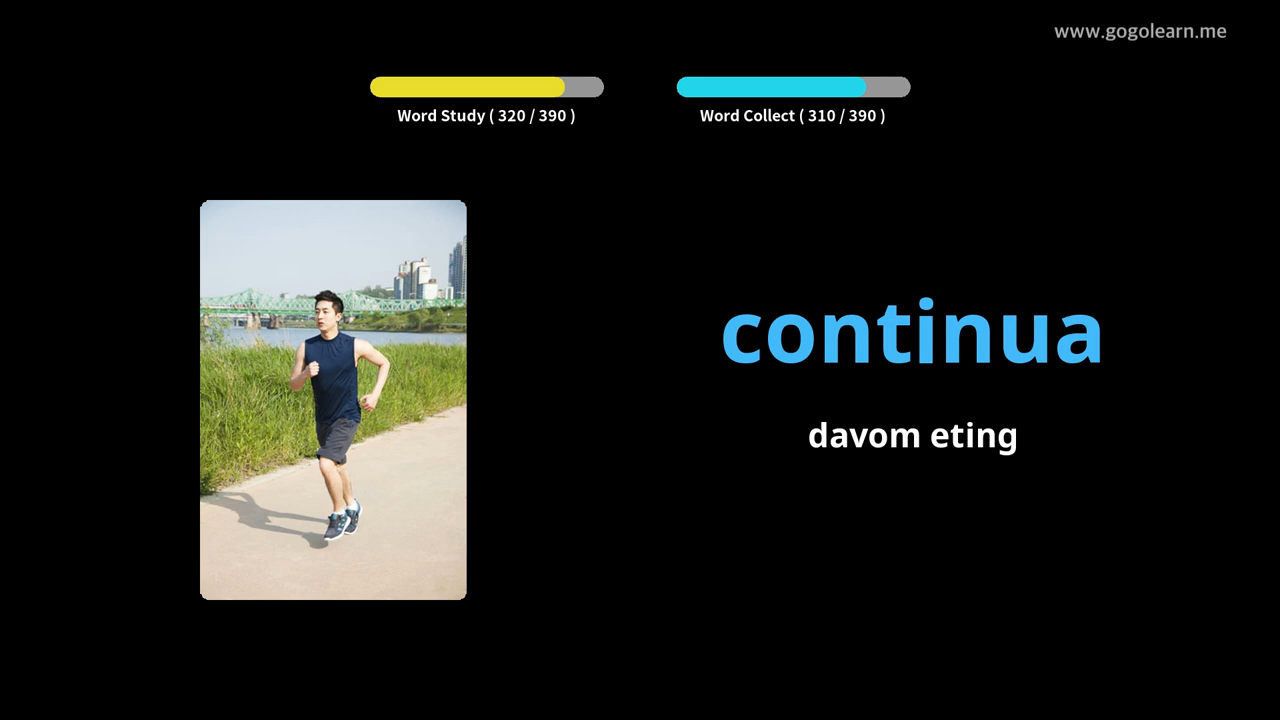 www.gogolearn.me
Word Study ( 320 / 390 )
Word Collect ( 310 / 390 )
continua
davom eting